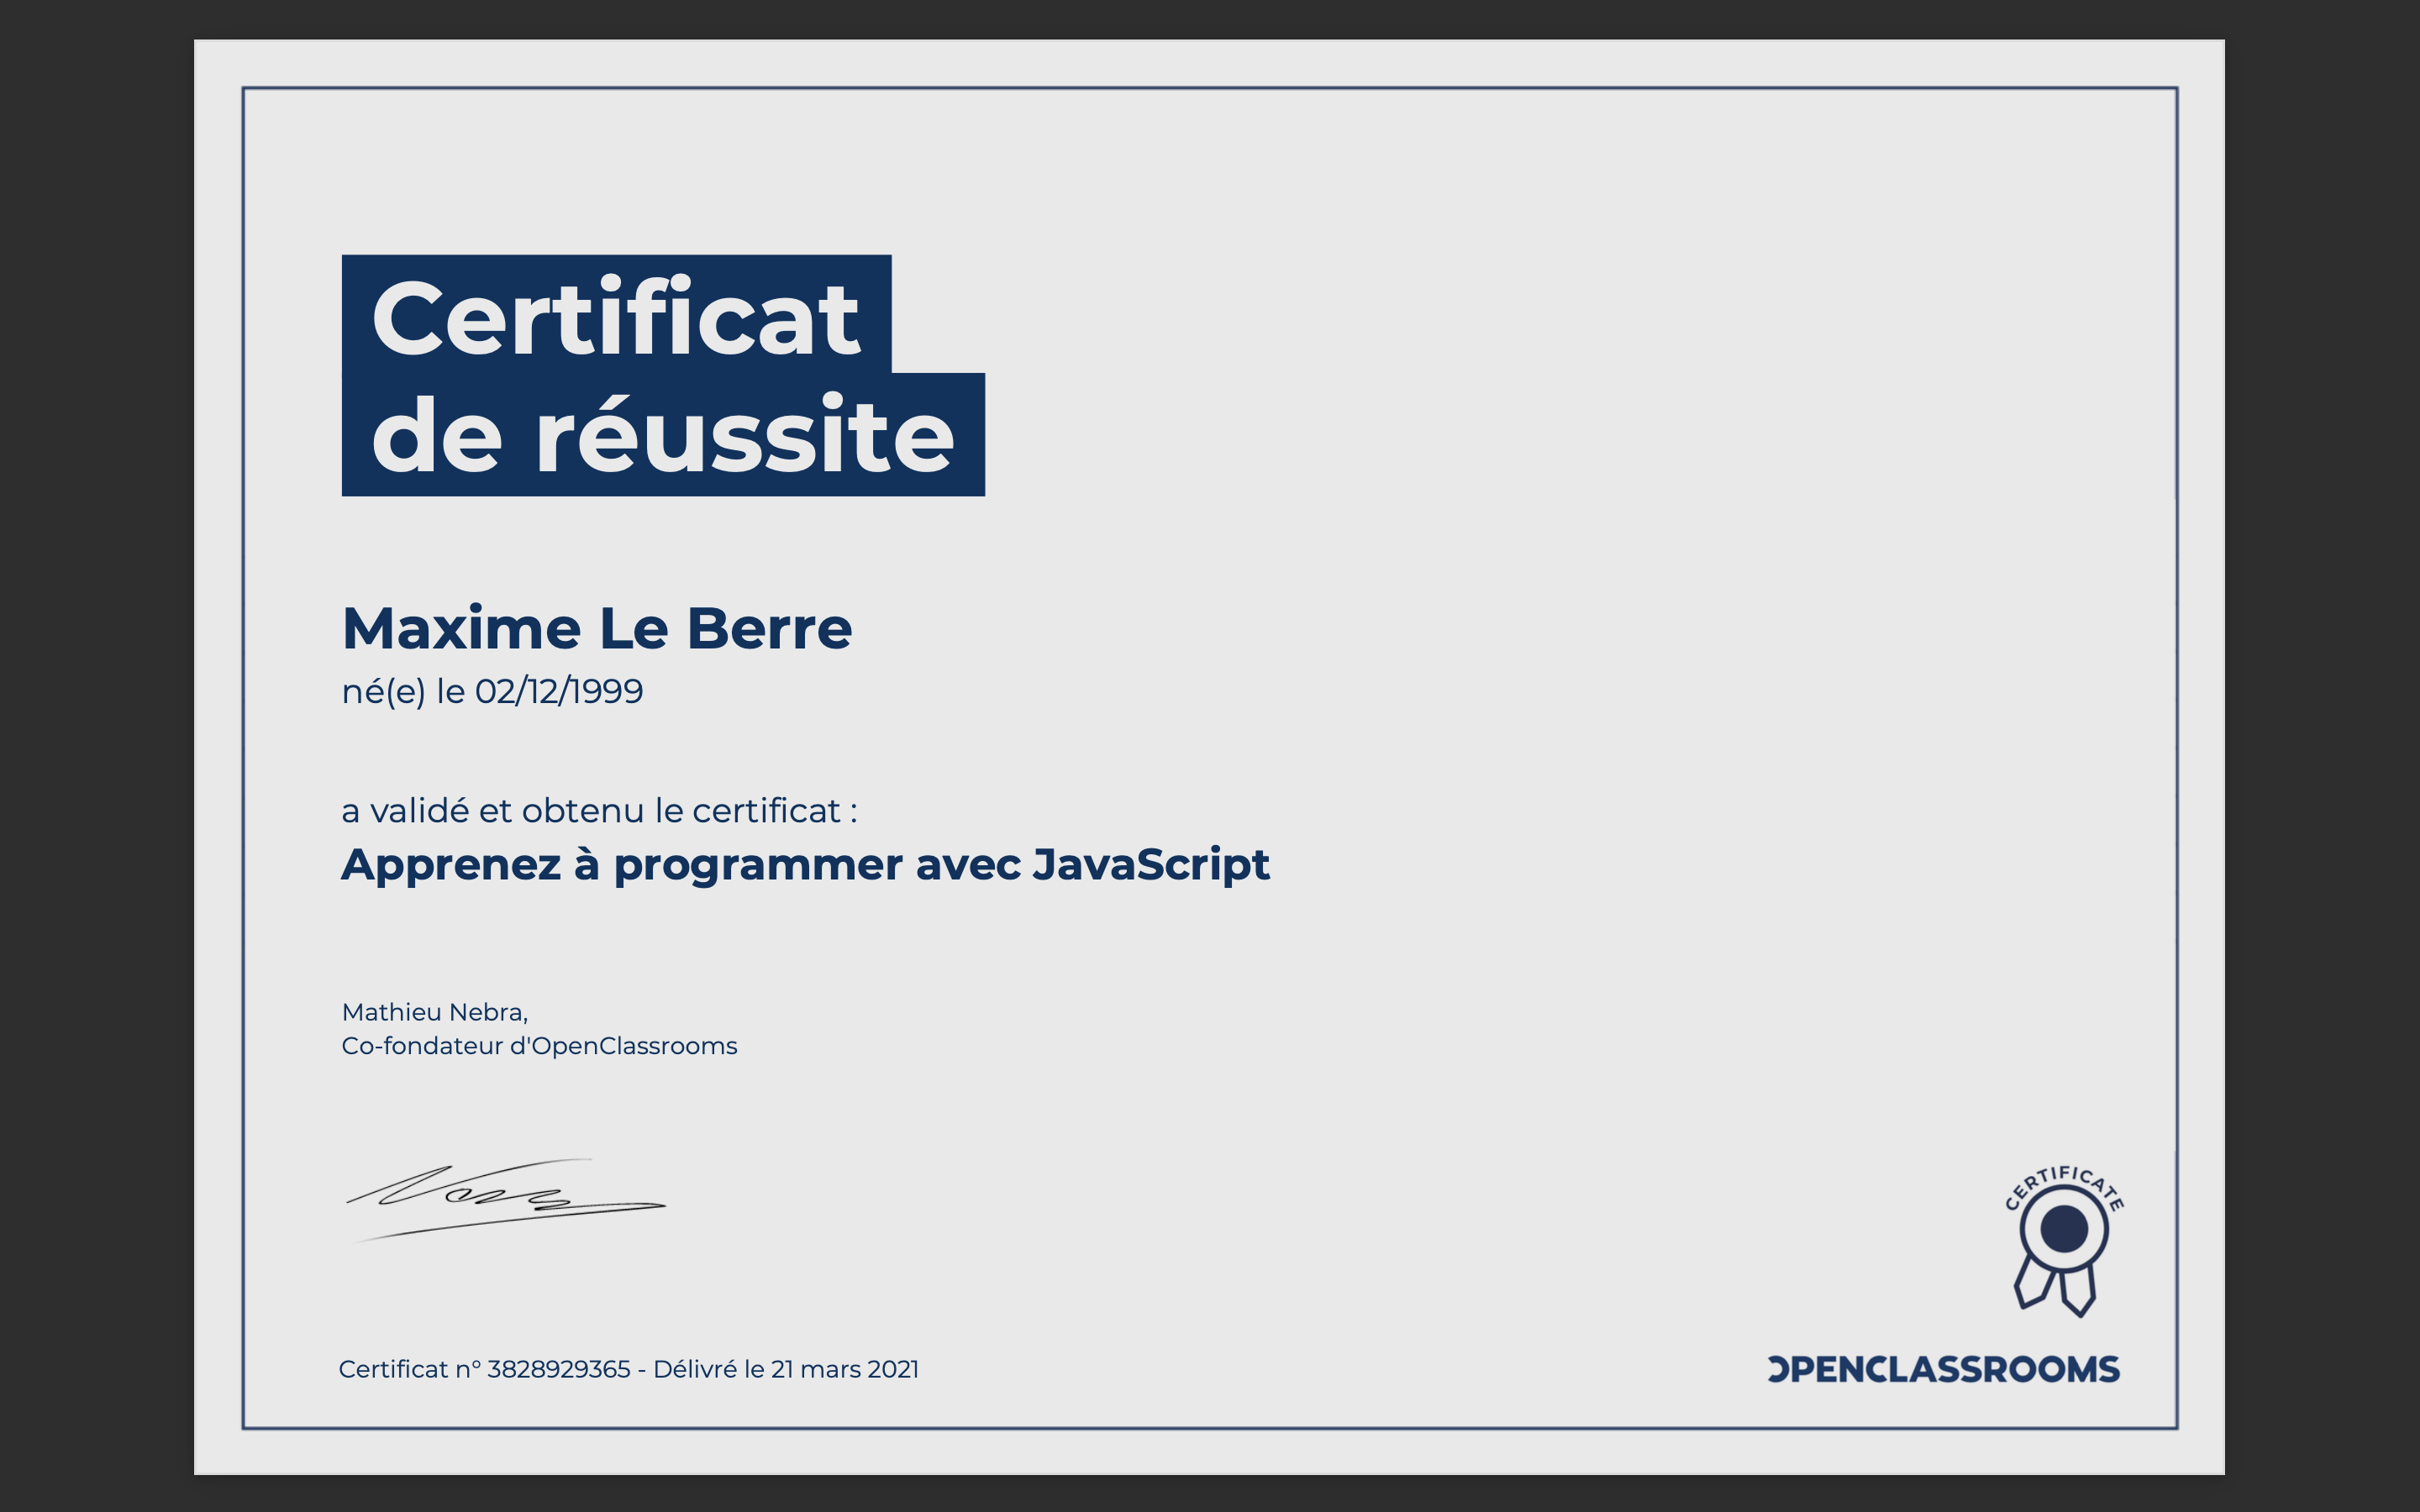 Certificat
de réussite
Maxime Le Berre
né(e) le 02/12/1999
a validé et obtenu le certificat :
Apprenez à programmer avec JavaScript
Mathieu Nebra,
Co-fondateur d'OpenClassrooms
CERTIFICATE
Certificat n° 3828929365 - Délivré le 21 mars 2021
OPENCLASSROOMS